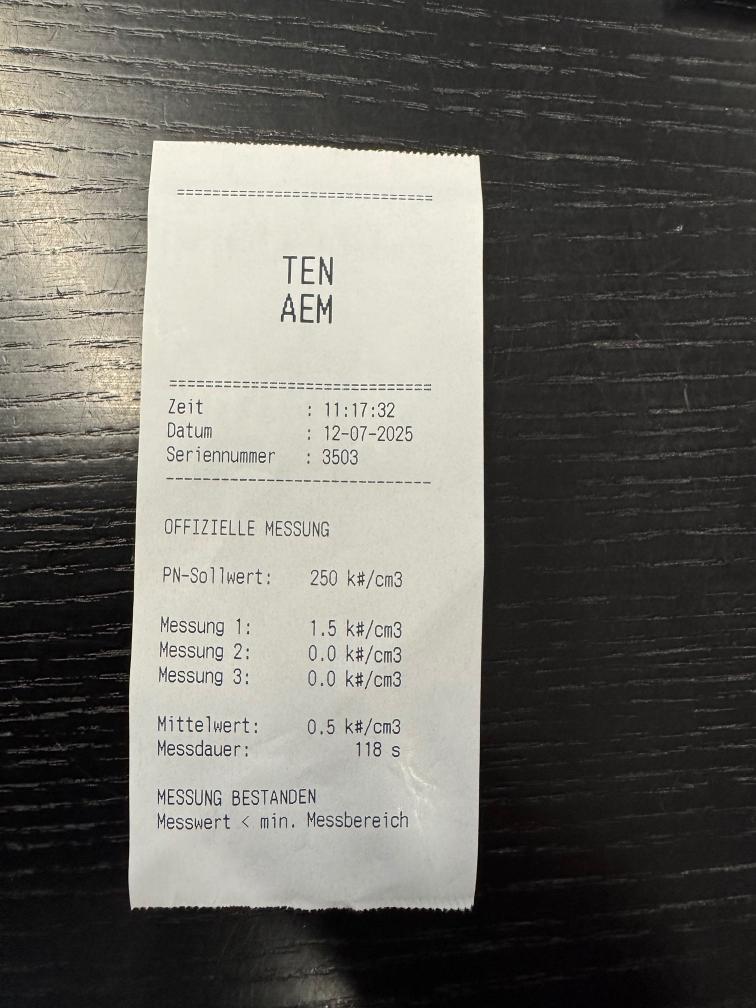 ============================
TEN
AEM
============================
Zeit : 11:17:32
Datum : 12-07-2025
Seriennummer : 3503
-----------------------------
OFFIZIELLE MESSUNG
PN-Sollwert: 250 k#/cm3
Messung 1: 1.5 k#/cm3
Messung 2: 0.0 k#/cm3
Messung 3: 0.0 k#/cm3
Mittelwert: 0.5 k#/cm3
Messdauer: 118 s
MESSUNG BESTANDEN
Messwert < min. Messbereich